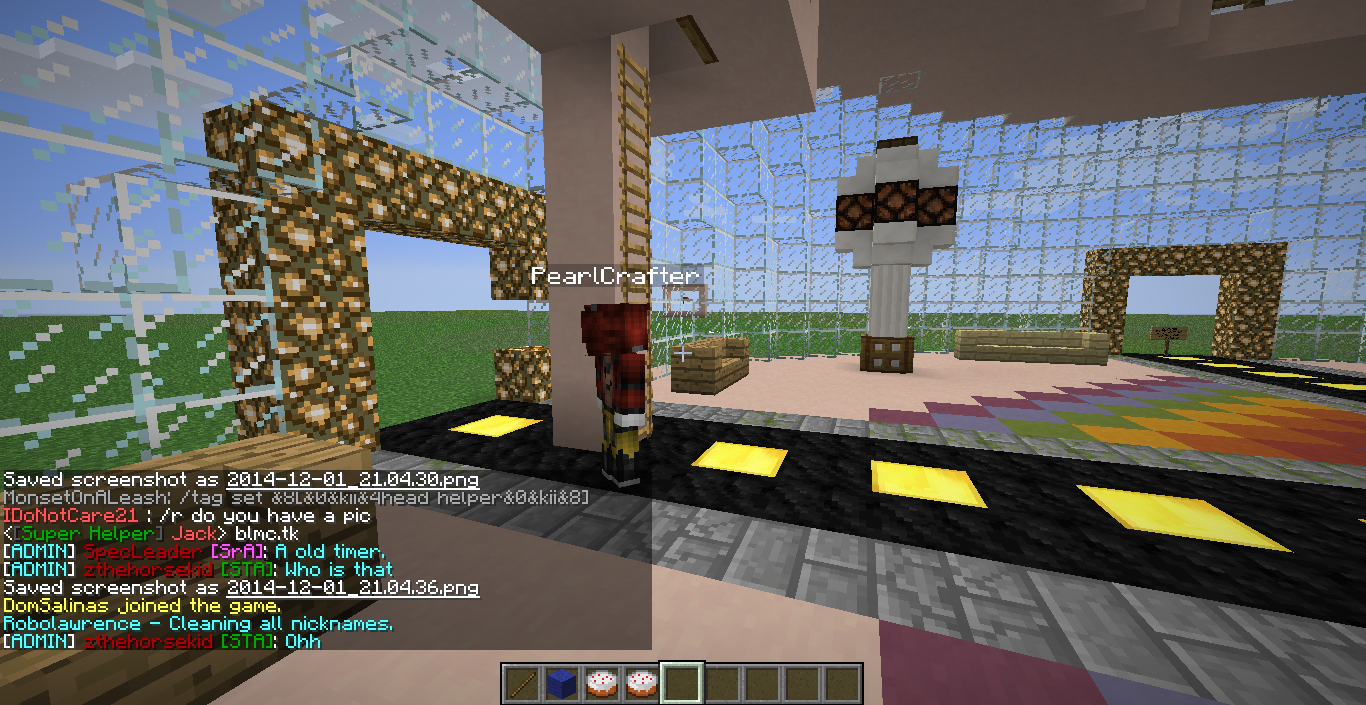 PearlCrafter
Saved screenshot as 2014-12-01_21.04.30.png
MonsetOnALeash: /tag set &8L&0&kii&4head helper&0&kii&8]
IDoNotCare21 : /r do you have a pic
<[Super Helper] Jack> blmc.tk
[ADMIN] SpecLeader [SrA]: A old timer.
[ADMIN] zthehorsekid [STA]: Who is that
Saved screenshot as 2014-12-01_21.04.36.png
DomSalinas joined the game.
Robolawrence - Cleaning all nicknames.
[ADMIN] zthehorsekid [STA]: Ohh